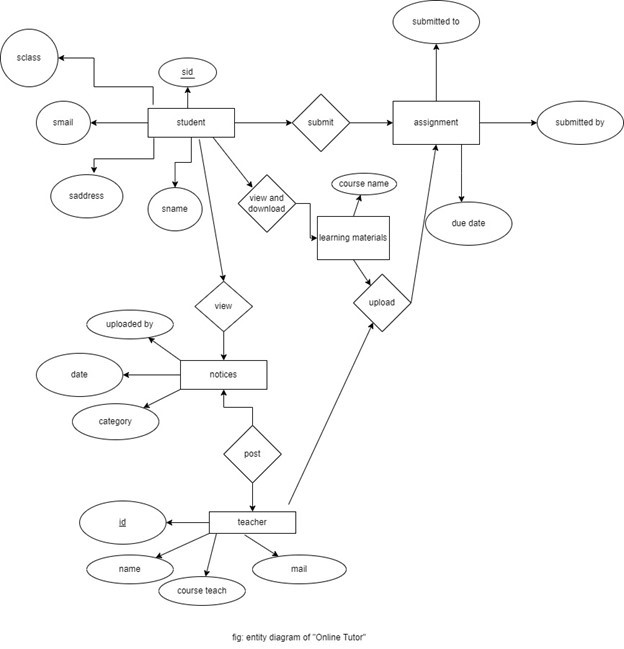 submitted to
sclass
sid
smail
student
submit
assignment
submitted by
saddress
sname
view and
download
course name
due date
learning materials
view
upload
uploaded by
date
notices
category
post
id
teacher
name
mail
course teach
fig: entity diagram of "Online Tutor"